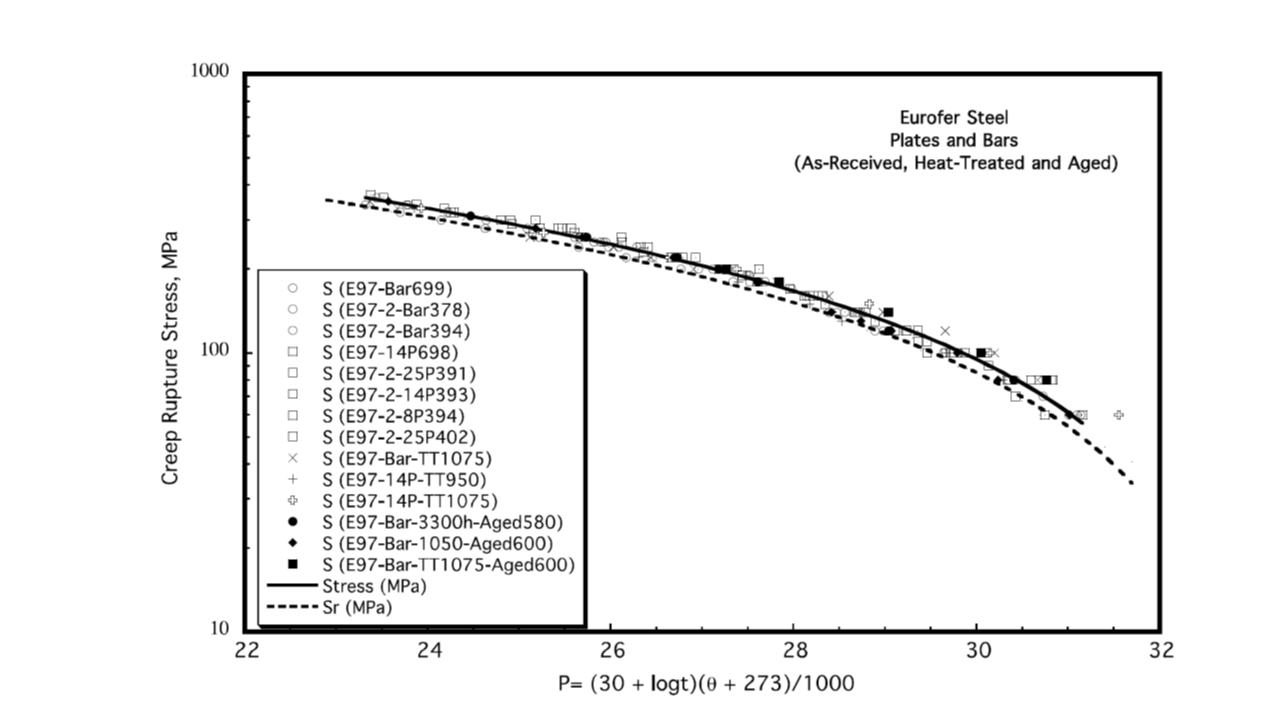 1000
Eurofer Steel
Plates and Bars
(As-Received, Heat-Treated and Aged)
Creep Rupture Stress, MPa
S (E97-Bar699)
S (E97-2-Bar378)
S (E97-2-Bar394)
100
S (E97-14P698)
S (E97-2-25P391)
S (E97-2-14P393)
S (E97-2-8P394)
S (E97-2-25P402)
S (E97-Bar-TT1075)
S (E97-14P-TT950)
S (E97-14P-TT1075)
S (E97-Bar-3300h-Aged580)
S (E97-Bar-1050-Aged600)
S (E97-Bar-TT1075-Aged600)
Stress (MPa)
Sr (MPa)
10
22 24 26 28 30 32
P= (30 + logt)(θ + 273)/1000